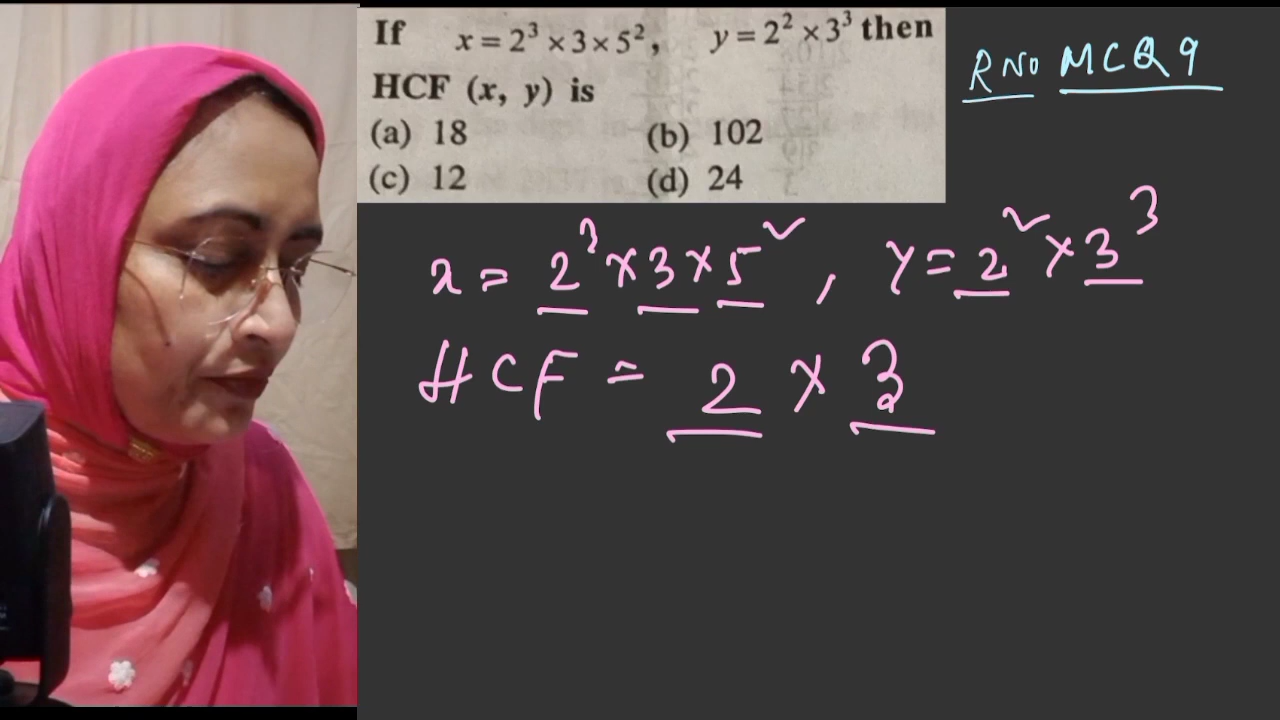 If x = 2³ × 3 × 5², y = 2² × 3³ then
HCF (x, y) is
(a) 18 (b) 102
(c) 12 (d) 24
R No MCQ 9
x = 2³ × 3 × 5², y = 2² × 3³
HCF = 2 × 3